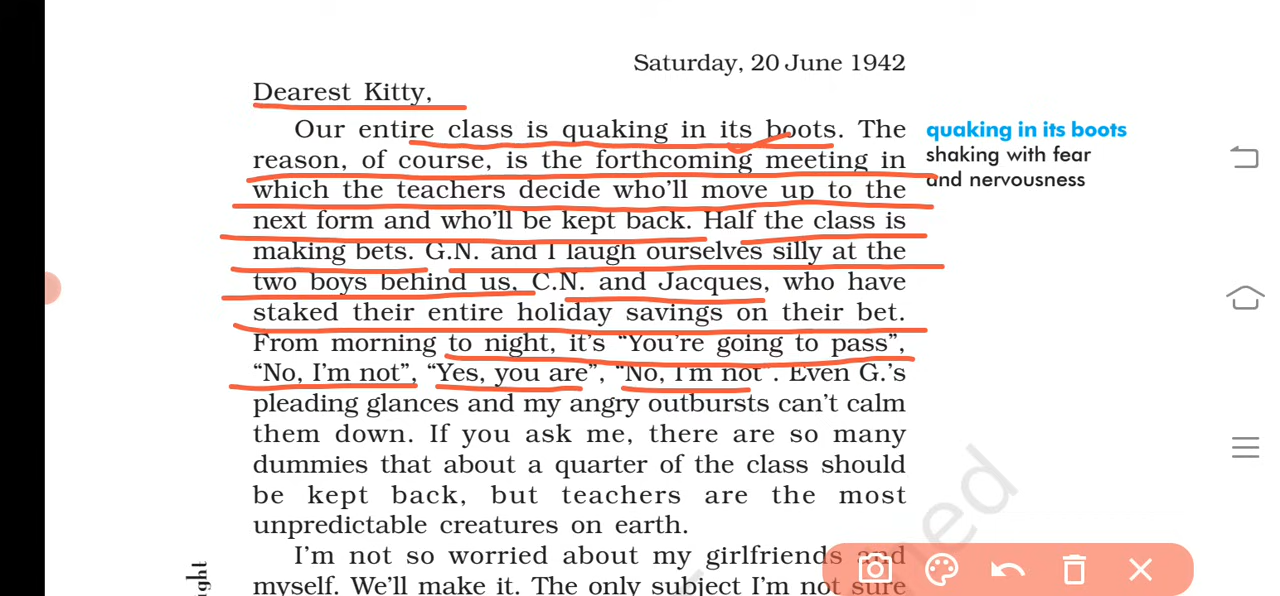 Saturday, 20 June 1942
Dearest Kitty,
Our entire class is quaking in its boots. The
reason, of course, is the forthcoming meeting in
which the teachers decide who'll move up to the
next form and who'll be kept back. Half the class is
making bets. G.N. and I laugh ourselves silly at the
two boys behind us, C.N. and Jacques, who have
staked their entire holiday savings on their bet.
From morning to night, it's “You're going to pass”,
“No, I'm not”, “Yes, you are”, “No, I'm not”. Even G.'s
pleading glances and my angry outbursts can't calm
them down. If you ask me, there are so many
dummies that about a quarter of the class should
be kept back, but teachers are the most
unpredictable creatures on earth.
I'm not so worried about my girlfriends and
myself. We'll make it. The only subject I'm not sure
quaking in its boots
shaking with fear
and nervousness